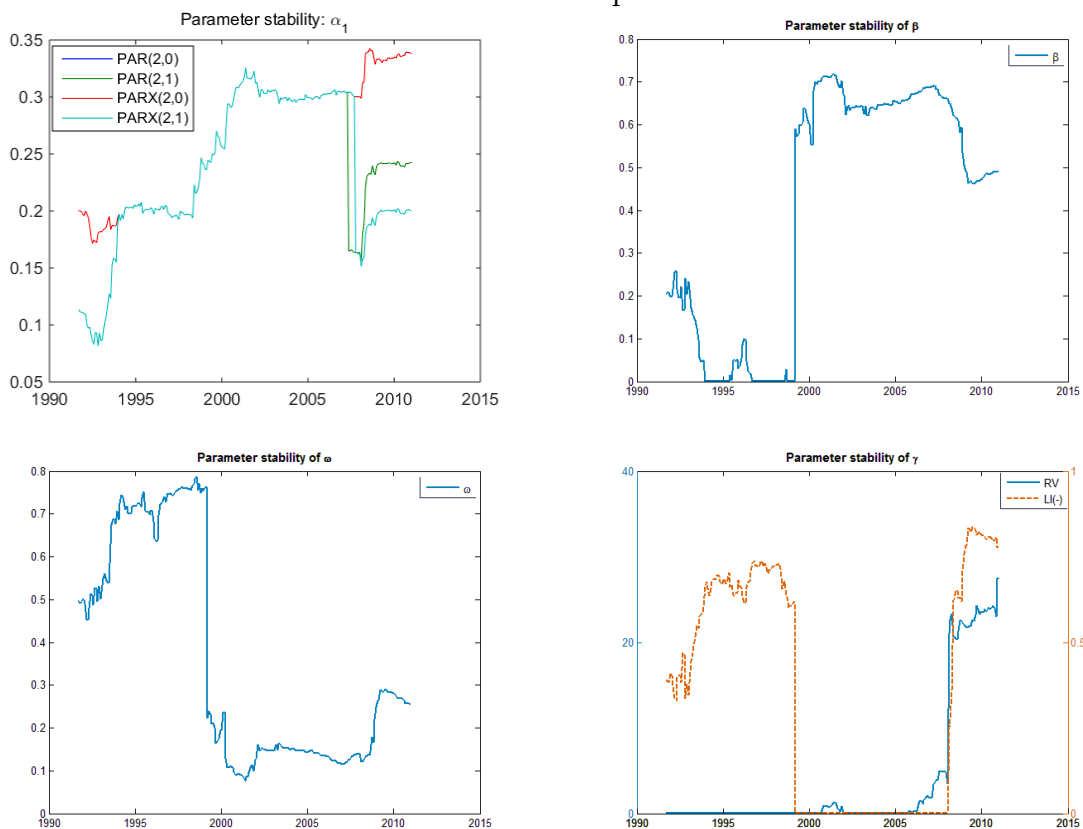 Parameter stability: α1
0.35
0.3
0.25
0.2
0.15
0.1
0.05
1990 1995 2000 2005 2010 2015
PAR(2,0)
PAR(2,1)
PARX(2,0)
PARX(2,1)
Parameter stability of β
0.8
0.7
0.6
0.5
0.4
0.3
0.2
0.1
0
1990 1995 2000 2005 2010 2015
β
Parameter stability of ω
0.8
0.7
0.6
0.5
0.4
0.3
0.2
0.1
0
1990 1995 2000 2005 2010 2015
ω
Parameter stability of γ
40
20
0
1
0.5
0
1990 1995 2000 2005 2010 2015
RV
LI(-)